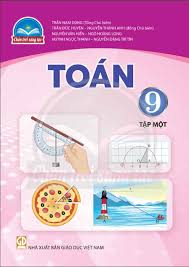 TRẦN NAM DŨNG (Tổng Chủ biên)
TRẦN ĐỨC HUYÊN – NGUYỄN THÀNH ANH (đồng Chủ biên)
NGUYỄN VĂN HIỂN – NGÔ HOÀNG LONG
HUỲNH NGỌC THANH – NGUYỄN ĐẶNG TRÍ TÍN
Chân trời sáng tạo
TOÁN 9
TẬP MỘT
NHÀ XUẤT BẢN GIÁO DỤC VIỆT NAM